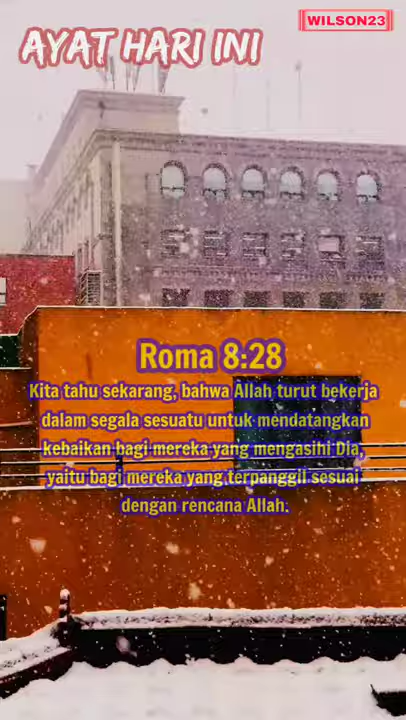 WILSON23
AYAT HARI INI
Roma 8:28
Kita tahu sekarang, bahwa Allah turut bekerja
dalam segala sesuatu untuk mendatangkan
kebaikan bagi mereka yang mengasihi Dia,
yaitu bagi mereka yang terpanggil sesuai
dengan rencana Allah.